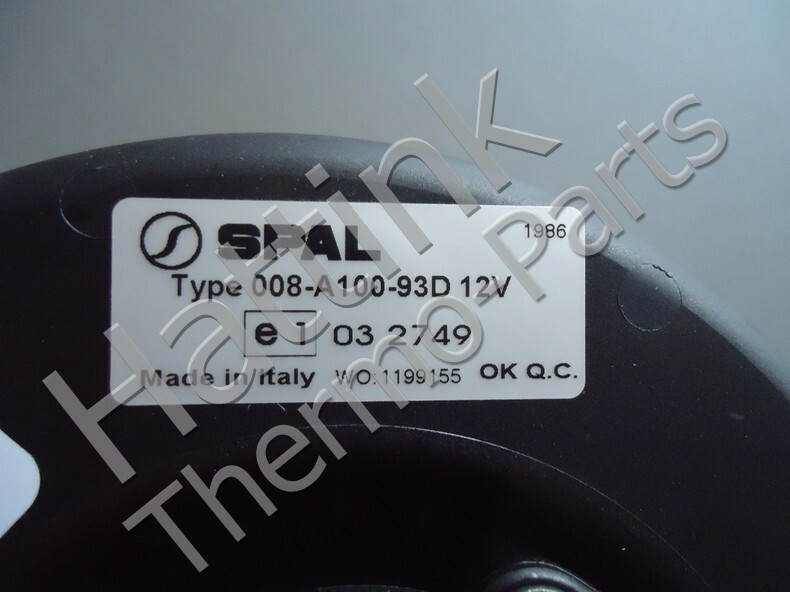 SPAL 1986
Type 008-A100-93D 12V
e 1 03 2749
Made in Italy WO:1199155 OK Q.C.
Hattink
Thermo-Parts